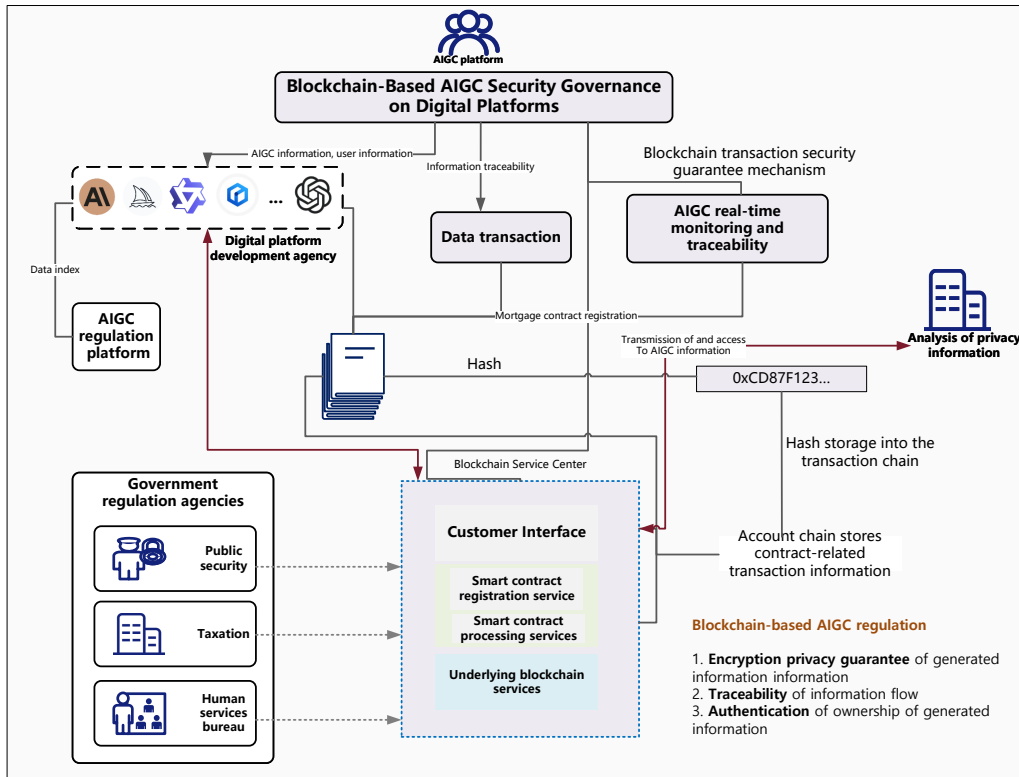 AIGC platform
Blockchain-Based AIGC Security Governance
on Digital Platforms
AIGC information, user information
Information traceability
Blockchain transaction security
guarantee mechanism
AI
...
Digital platform
development agency
Data transaction
AIGC real-time
monitoring and
traceability
Data index
AIGC
regulation
platform
Mortgage contract registration
Transmission of and access
To AIGC information
Analysis of privacy
information
Hash
0xCD87F123...
Hash storage into the
transaction chain
Blockchain Service Center
Government
regulation agencies
Public
security
Taxation
Human
services
bureau
Customer Interface
Smart contract
registration service
Smart contract
processing services
Underlying blockchain
services
Account chain stores
contract-related
transaction information
Blockchain-based AIGC regulation
1. Encryption privacy guarantee of generated
information information
2. Traceability of information flow
3. Authentication of ownership of generated
information